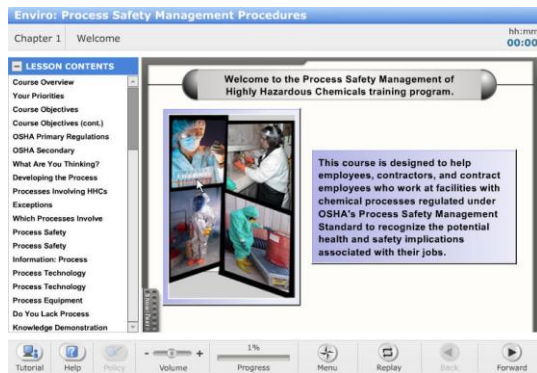 Enviro: Process Safety Management Procedures
Chapter 1 Welcome
hh:mm
00:00
LESSON CONTENTS
Course Overview
Your Priorities
Course Objectives
Course Objectives (cont.)
OSHA Primary Regulations
OSHA Secondary
What Are You Thinking?
Developing the Process
Processes Involving HHCs
Exceptions
Which Processes Involve
Process Safety
Process Safety
Information: Process
Process Technology
Process Technology
Process Equipment
Do You Lack Process
Knowledge Demonstration
Welcome to the Process Safety Management of
Highly Hazardous Chemicals training program.
This course is designed to help
employees, contractors, and contract
employees who work at facilities with
chemical processes regulated under
OSHA's Process Safety Management
Standard to recognize the potential
health and safety implications
associated with their jobs.
Tutorial
Help
Policy
- +
Volume
1%
Progress
Menu
Replay
Back
Forward